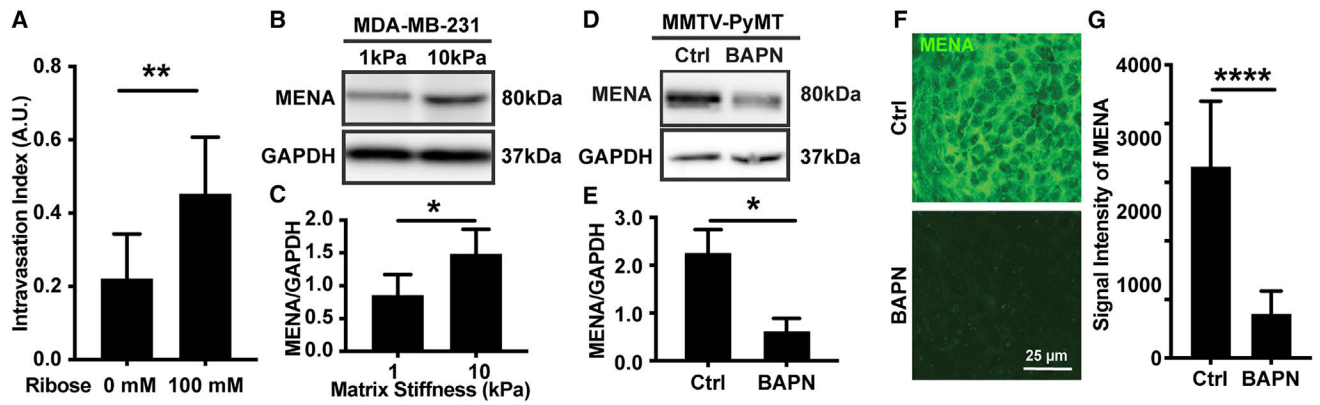 A
Intravasation Index (A.U.)
0.8
0.6
0.4
0.2
0.0
**
Ribose 0 mM 100 mM
B
MDA-MB-231
1kPa 10kPa
MENA 80kDa
GAPDH 37kDa
C
MENA/GAPDH
2.0
1.5
1.0
0.5
0.0
*
1 10
Matrix Stiffness (kPa)
D
MMTV-PyMT
Ctrl BAPN
MENA 80kDa
GAPDH 37kDa
E
MENA/GAPDH
3.0
2.0
1.0
0.0
*
Ctrl BAPN
F
MENA
Ctrl
BAPN
25 µm
G
Signal Intensity of MENA
4000
3000
2000
1000
0
****
Ctrl BAPN